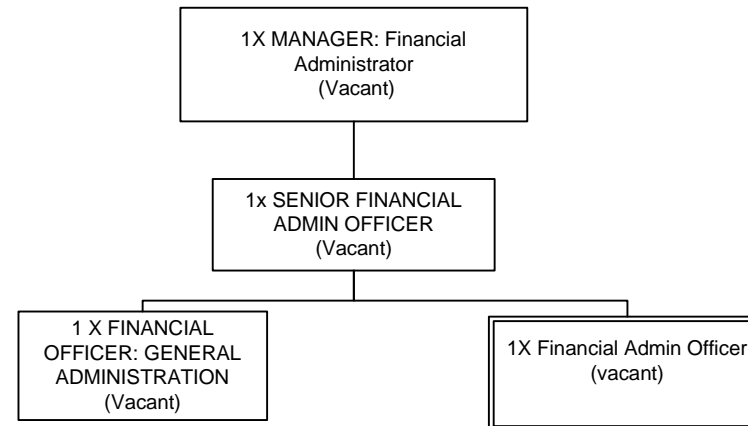 1X MANAGER: Financial
Administrator
(Vacant)
1x SENIOR FINANCIAL
ADMIN OFFICER
(Vacant)
1 X FINANCIAL
OFFICER: GENERAL
ADMINISTRATION
(Vacant)
1X Financial Admin Officer
(vacant)